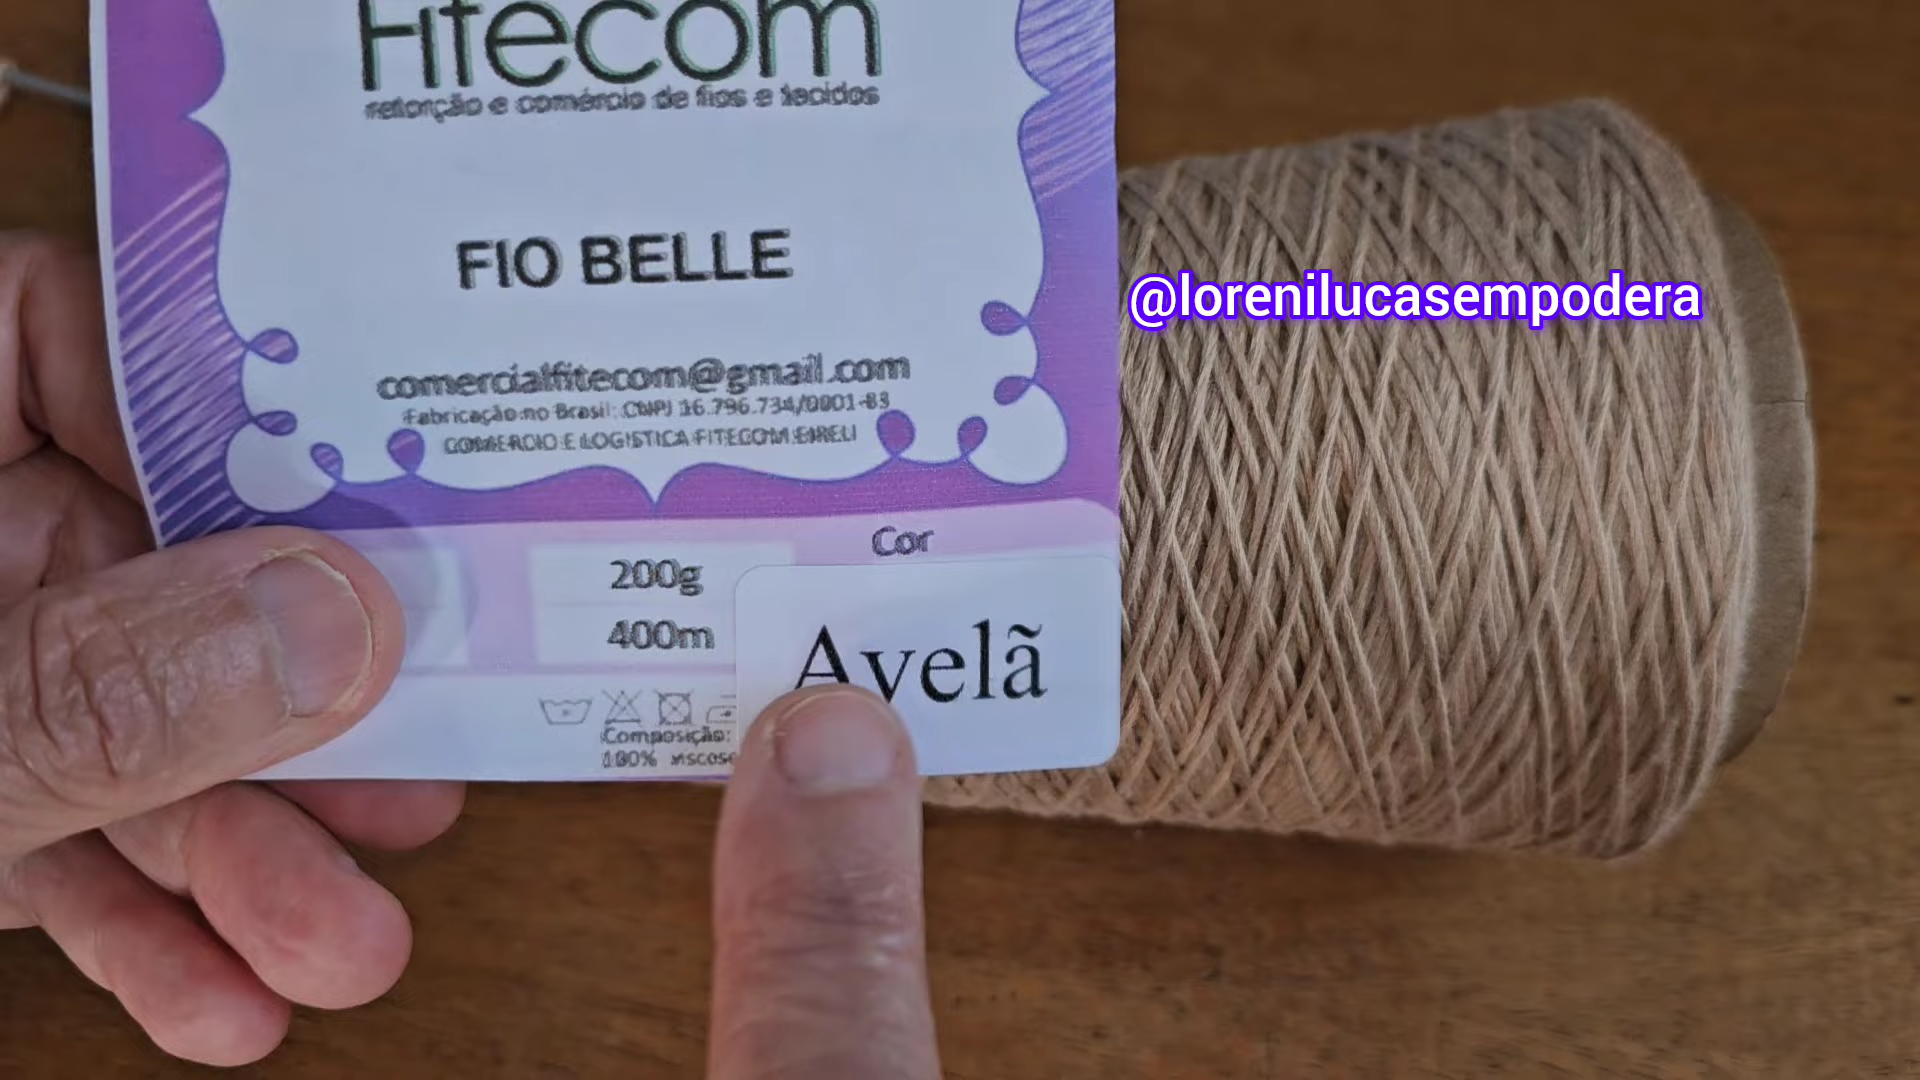 Fitecom
retorção e comércio de fios e tecidos
FIO BELLE
@lorenilucasempodera
comercialfitecom@gmail.com
Fabricação no Brasil: CNPJ 16.796.734/0001-83
COMERCIO E LOGISTICA FITECOM EIRELI
Cor
200g
400m
Avelã
Composição:
100% viscose